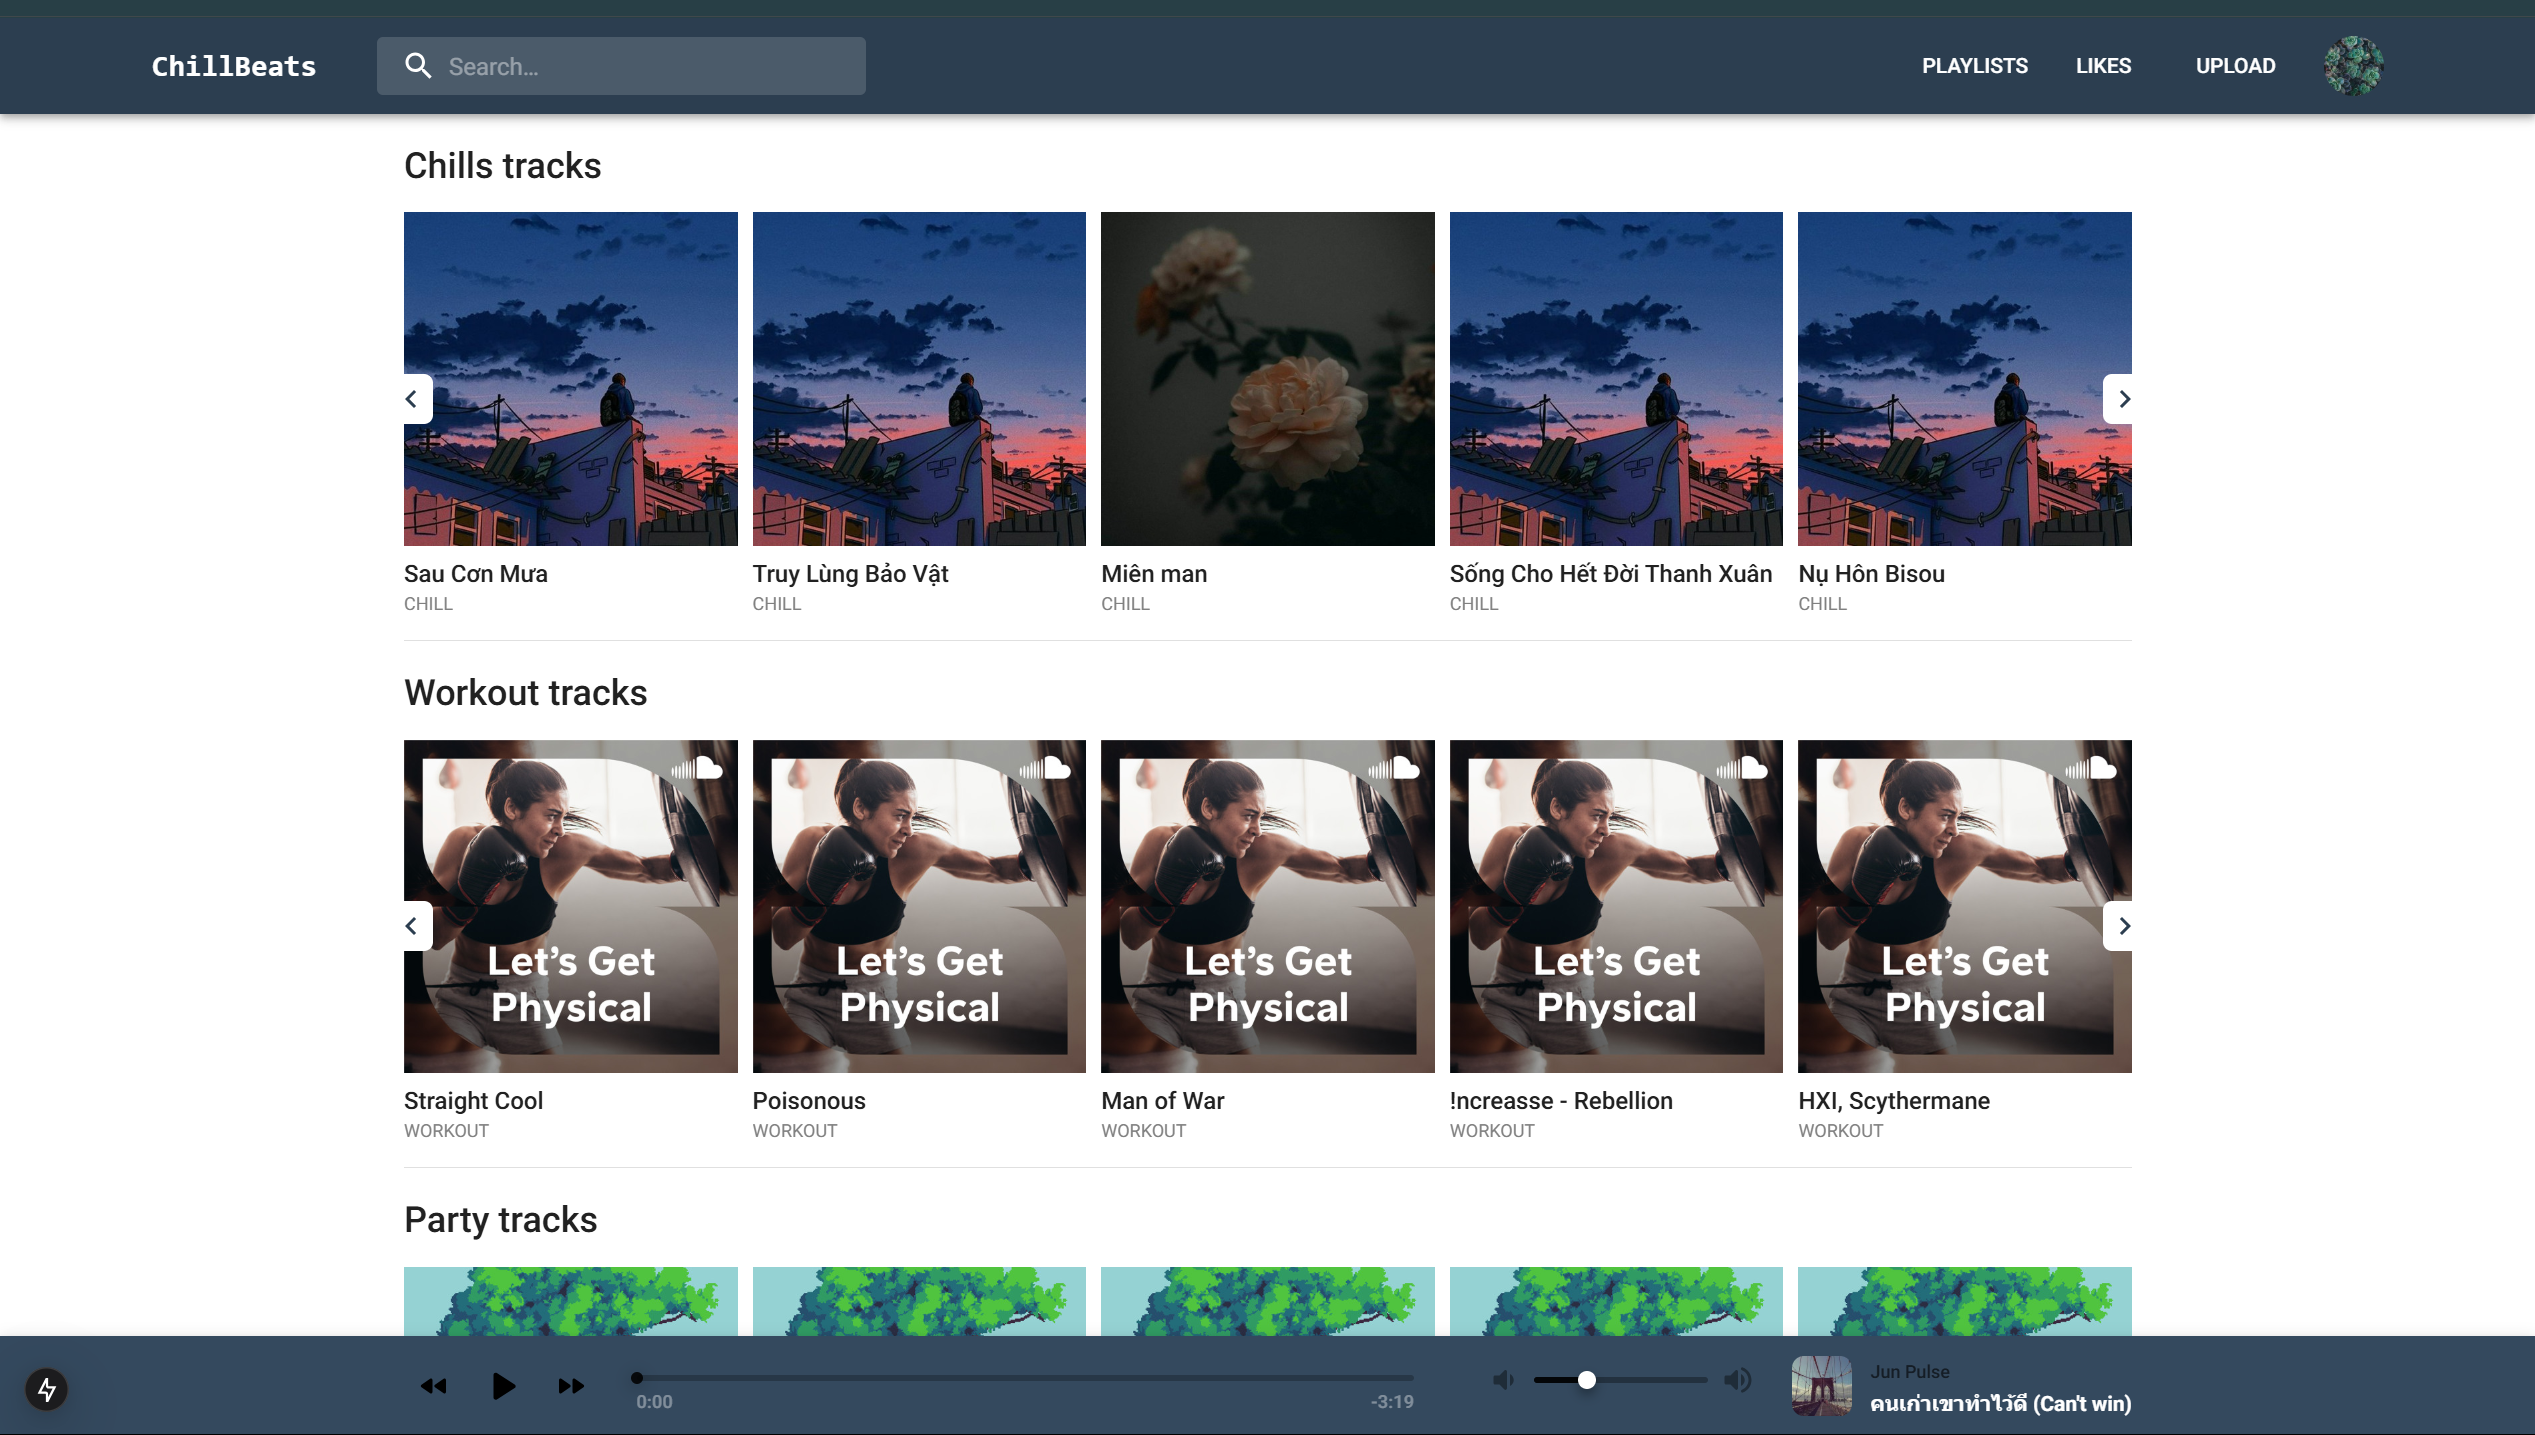 ChillBeats
Search...
PLAYLISTS
LIKES
UPLOAD
Chills tracks
Sau Cơn Mưa
CHILL
Truy Lùng Bảo Vật
CHILL
Miên man
CHILL
Sống Cho Hết Đời Thanh Xuân
CHILL
Nụ Hôn Bisou
CHILL
Workout tracks
Let's Get
Physical
Let's Get
Physical
Let's Get
Physical
Let's Get
Physical
Let's Get
Physical
Straight Cool
WORKOUT
Poisonous
WORKOUT
Man of War
WORKOUT
!ncreasse - Rebellion
WORKOUT
HXI, Scythermane
WORKOUT
Party tracks
0:00
-3:19
Jun Pulse
คนเก่าเขาทำไว้ดี (Can't win)